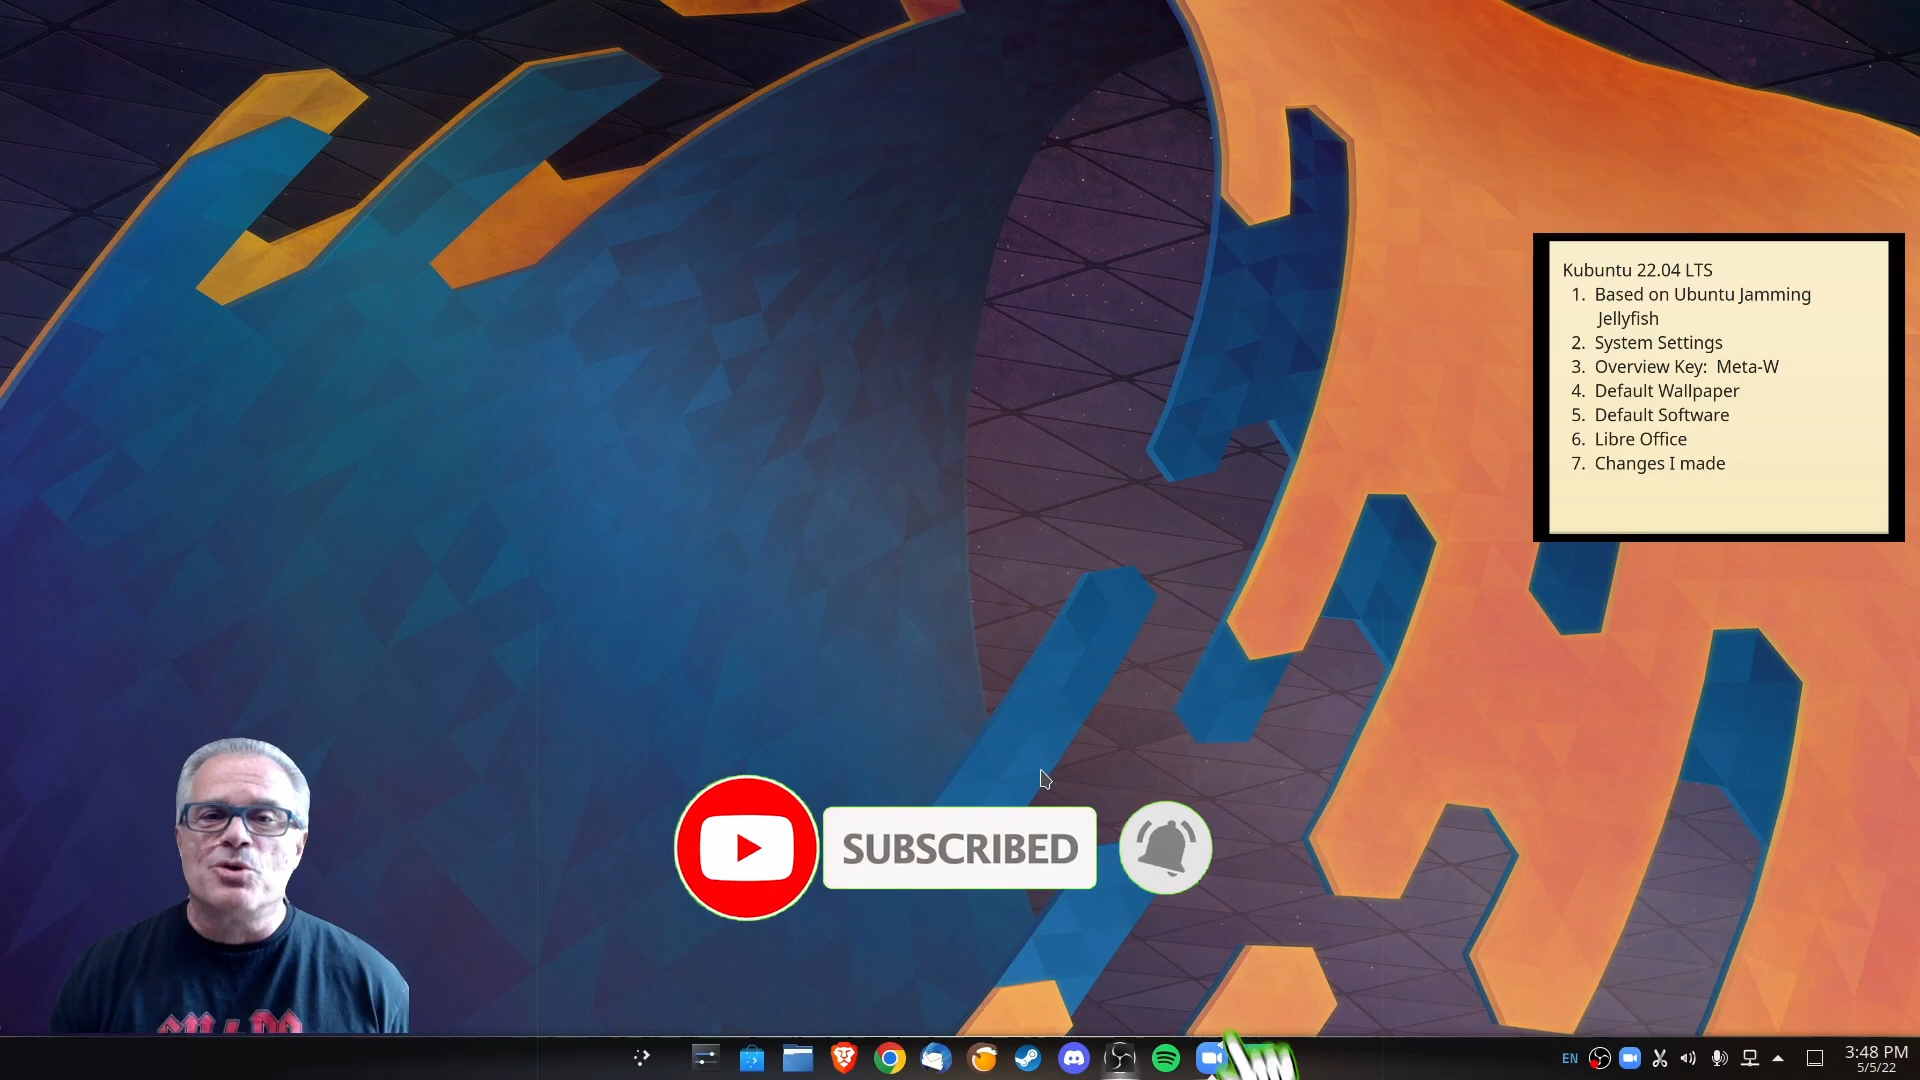 Kubuntu 22.04 LTS
1. Based on Ubuntu Jamming
Jellyfish
2. System Settings
3. Overview Key: Meta-W
4. Default Wallpaper
5. Default Software
6. Libre Office
7. Changes I made
SUBSCRIBED
EN
3:48 PM
5/5/22